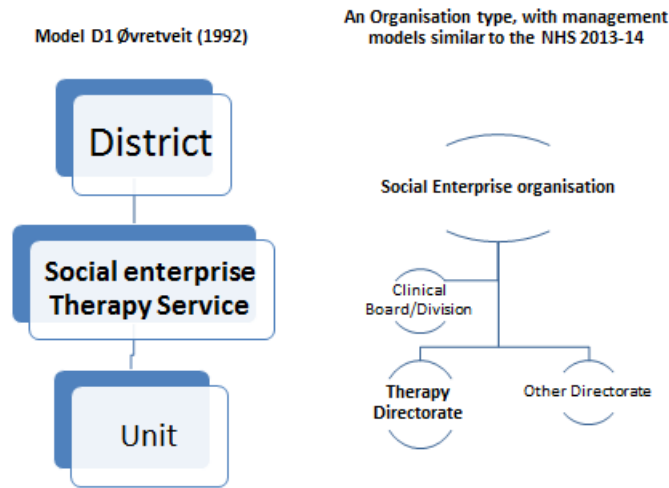 Model D1 Øvretveit (1992)
District
Social enterprise
Therapy Service
Unit
An Organisation type, with management
models similar to the NHS 2013-14
Social Enterprise organisation
Clinical
Board/Division
Therapy
Directorate
Other Directorate